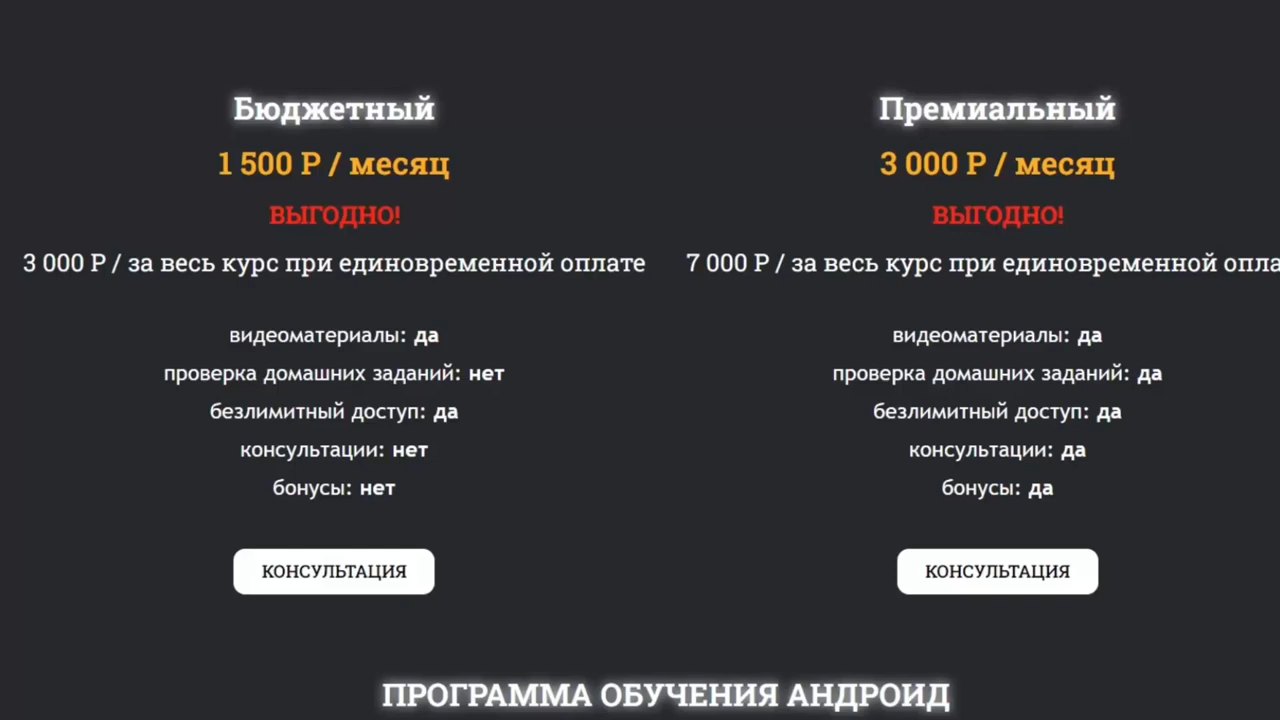 Бюджетный
1 500 Р / месяц
ВЫГОДНО!
3 000 Р / за весь курс при единовременной оплате
видеоматериалы: да
проверка домашних заданий: нет
безлимитный доступ: да
консультации: нет
бонусы: нет
КОНСУЛЬТАЦИЯ
Премиальный
3 000 Р / месяц
ВЫГОДНО!
7 000 Р / за весь курс при единовременной опла
видеоматериалы: да
проверка домашних заданий: да
безлимитный доступ: да
консультации: да
бонусы: да
КОНСУЛЬТАЦИЯ
ПРОГРАММА ОБУЧЕНИЯ АНДРОИД